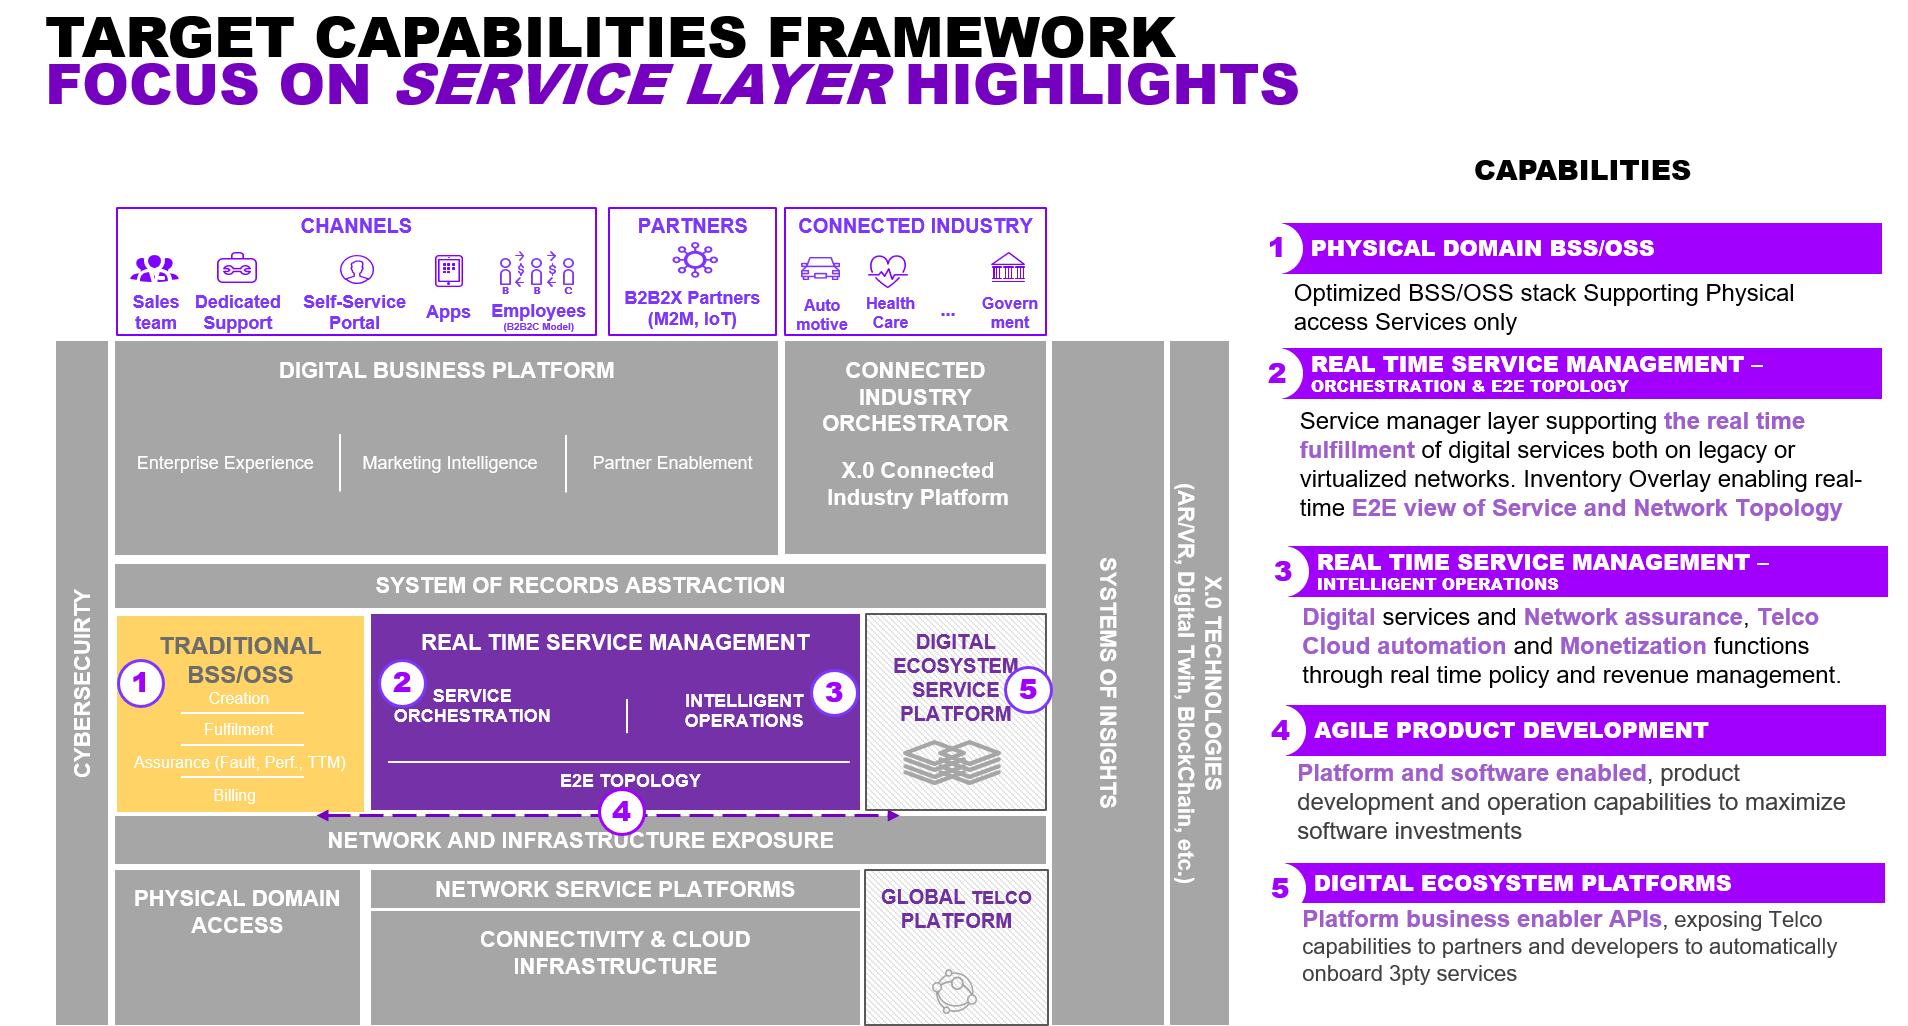 TARGET CAPABILITIES FRAMEWORK
FOCUS ON SERVICE LAYER HIGHLIGHTS
CHANNELS
Sales
team
Dedicated
Support
Self-Service
Portal
Apps
$
$
B
B
C
Employees
(B2B2C Model)
PARTNERS
B2B2X Partners
(M2M, IoT)
CONNECTED INDUSTRY
Auto
motive
Health
Care
...
Govern
ment
CYBERSECUIRTY
DIGITAL BUSINESS PLATFORM
Enterprise Experience
Marketing Intelligence
Partner Enablement
CONNECTED
INDUSTRY
ORCHESTRATOR
X.0 Connected
Industry Platform
SYSTEM OF RECORDS ABSTRACTION
TRADITIONAL
BSS/OSS
1
Creation
Fulfilment
Assurance (Fault, Perf., TTM)
Billing
REAL TIME SERVICE MANAGEMENT
2
SERVICE
ORCHESTRATION
INTELLIGENT
OPERATIONS
3
E2E TOPOLOGY
4
DIGITAL
ECOSYSTEM
SERVICE
PLATFORM
5
NETWORK AND INFRASTRUCTURE EXPOSURE
PHYSICAL DOMAIN
ACCESS
NETWORK SERVICE PLATFORMS
CONNECTIVITY & CLOUD
INFRASTRUCTURE
GLOBAL TELCO
PLATFORM
SYSTEMS OF INSIGHTS
X.0 TECHNOLOGIES
(AR/VR, Digital Twin, BlockChain, etc.)
CAPABILITIES
1 PHYSICAL DOMAIN BSS/OSS
Optimized BSS/OSS stack Supporting Physical
access Services only
2 REAL TIME SERVICE MANAGEMENT –
ORCHESTRATION & E2E TOPOLOGY
Service manager layer supporting the real time
fulfillment of digital services both on legacy or
virtualized networks. Inventory Overlay enabling real-
time E2E view of Service and Network Topology
3 REAL TIME SERVICE MANAGEMENT –
INTELLIGENT OPERATIONS
Digital services and Network assurance, Telco
Cloud automation and Monetization functions
through real time policy and revenue management.
4 AGILE PRODUCT DEVELOPMENT
Platform and software enabled, product
development and operation capabilities to maximize
software investments
5 DIGITAL ECOSYSTEM PLATFORMS
Platform business enabler APIs, exposing Telco
capabilities to partners and developers to automatically
onboard 3pty services